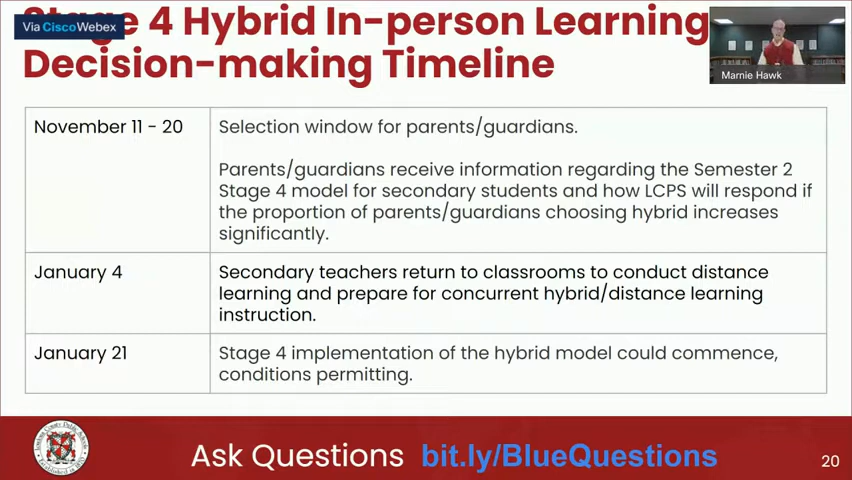 Via Cisco Webex
Stage 4 Hybrid In-person Learning
Decision-making Timeline
Marnie Hawk
November 11 - 20
Selection window for parents/guardians.
Parents/guardians receive information regarding the Semester 2
Stage 4 model for secondary students and how LCPS will respond if
the proportion of parents/guardians choosing hybrid increases
significantly.
January 4
Secondary teachers return to classrooms to conduct distance
learning and prepare for concurrent hybrid/distance learning
instruction.
January 21
Stage 4 implementation of the hybrid model could commence,
conditions permitting.
Ask Questions bit.ly/BlueQuestions
20